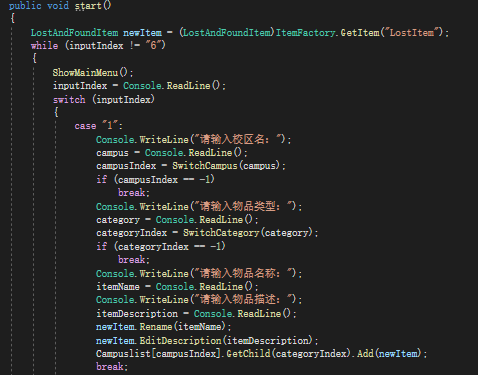 public void start()
{
LostAndFoundItem newItem = (LostAndFoundItem)ItemFactory.GetItem("LostItem");
while (inputIndex != "6")
{
ShowMainMenu();
inputIndex = Console.ReadLine();
switch (inputIndex)
{
case "1":
Console.WriteLine("请输入校区名：");
campus = Console.ReadLine();
campusIndex = SwitchCampus(campus);
if (campusIndex == -1)
break;
Console.WriteLine("请输入物品类型：");
category = Console.ReadLine();
categoryIndex = SwitchCategory(category);
if (categoryIndex == -1)
break;
Console.WriteLine("请输入物品名称：");
itemName = Console.ReadLine();
Console.WriteLine("请输入物品描述：");
itemDescription = Console.ReadLine();
newItem.Rename(itemName);
newItem.EditDescription(itemDescription);
Campuslist[campusIndex].GetChild(categoryIndex).Add(newItem);
break;